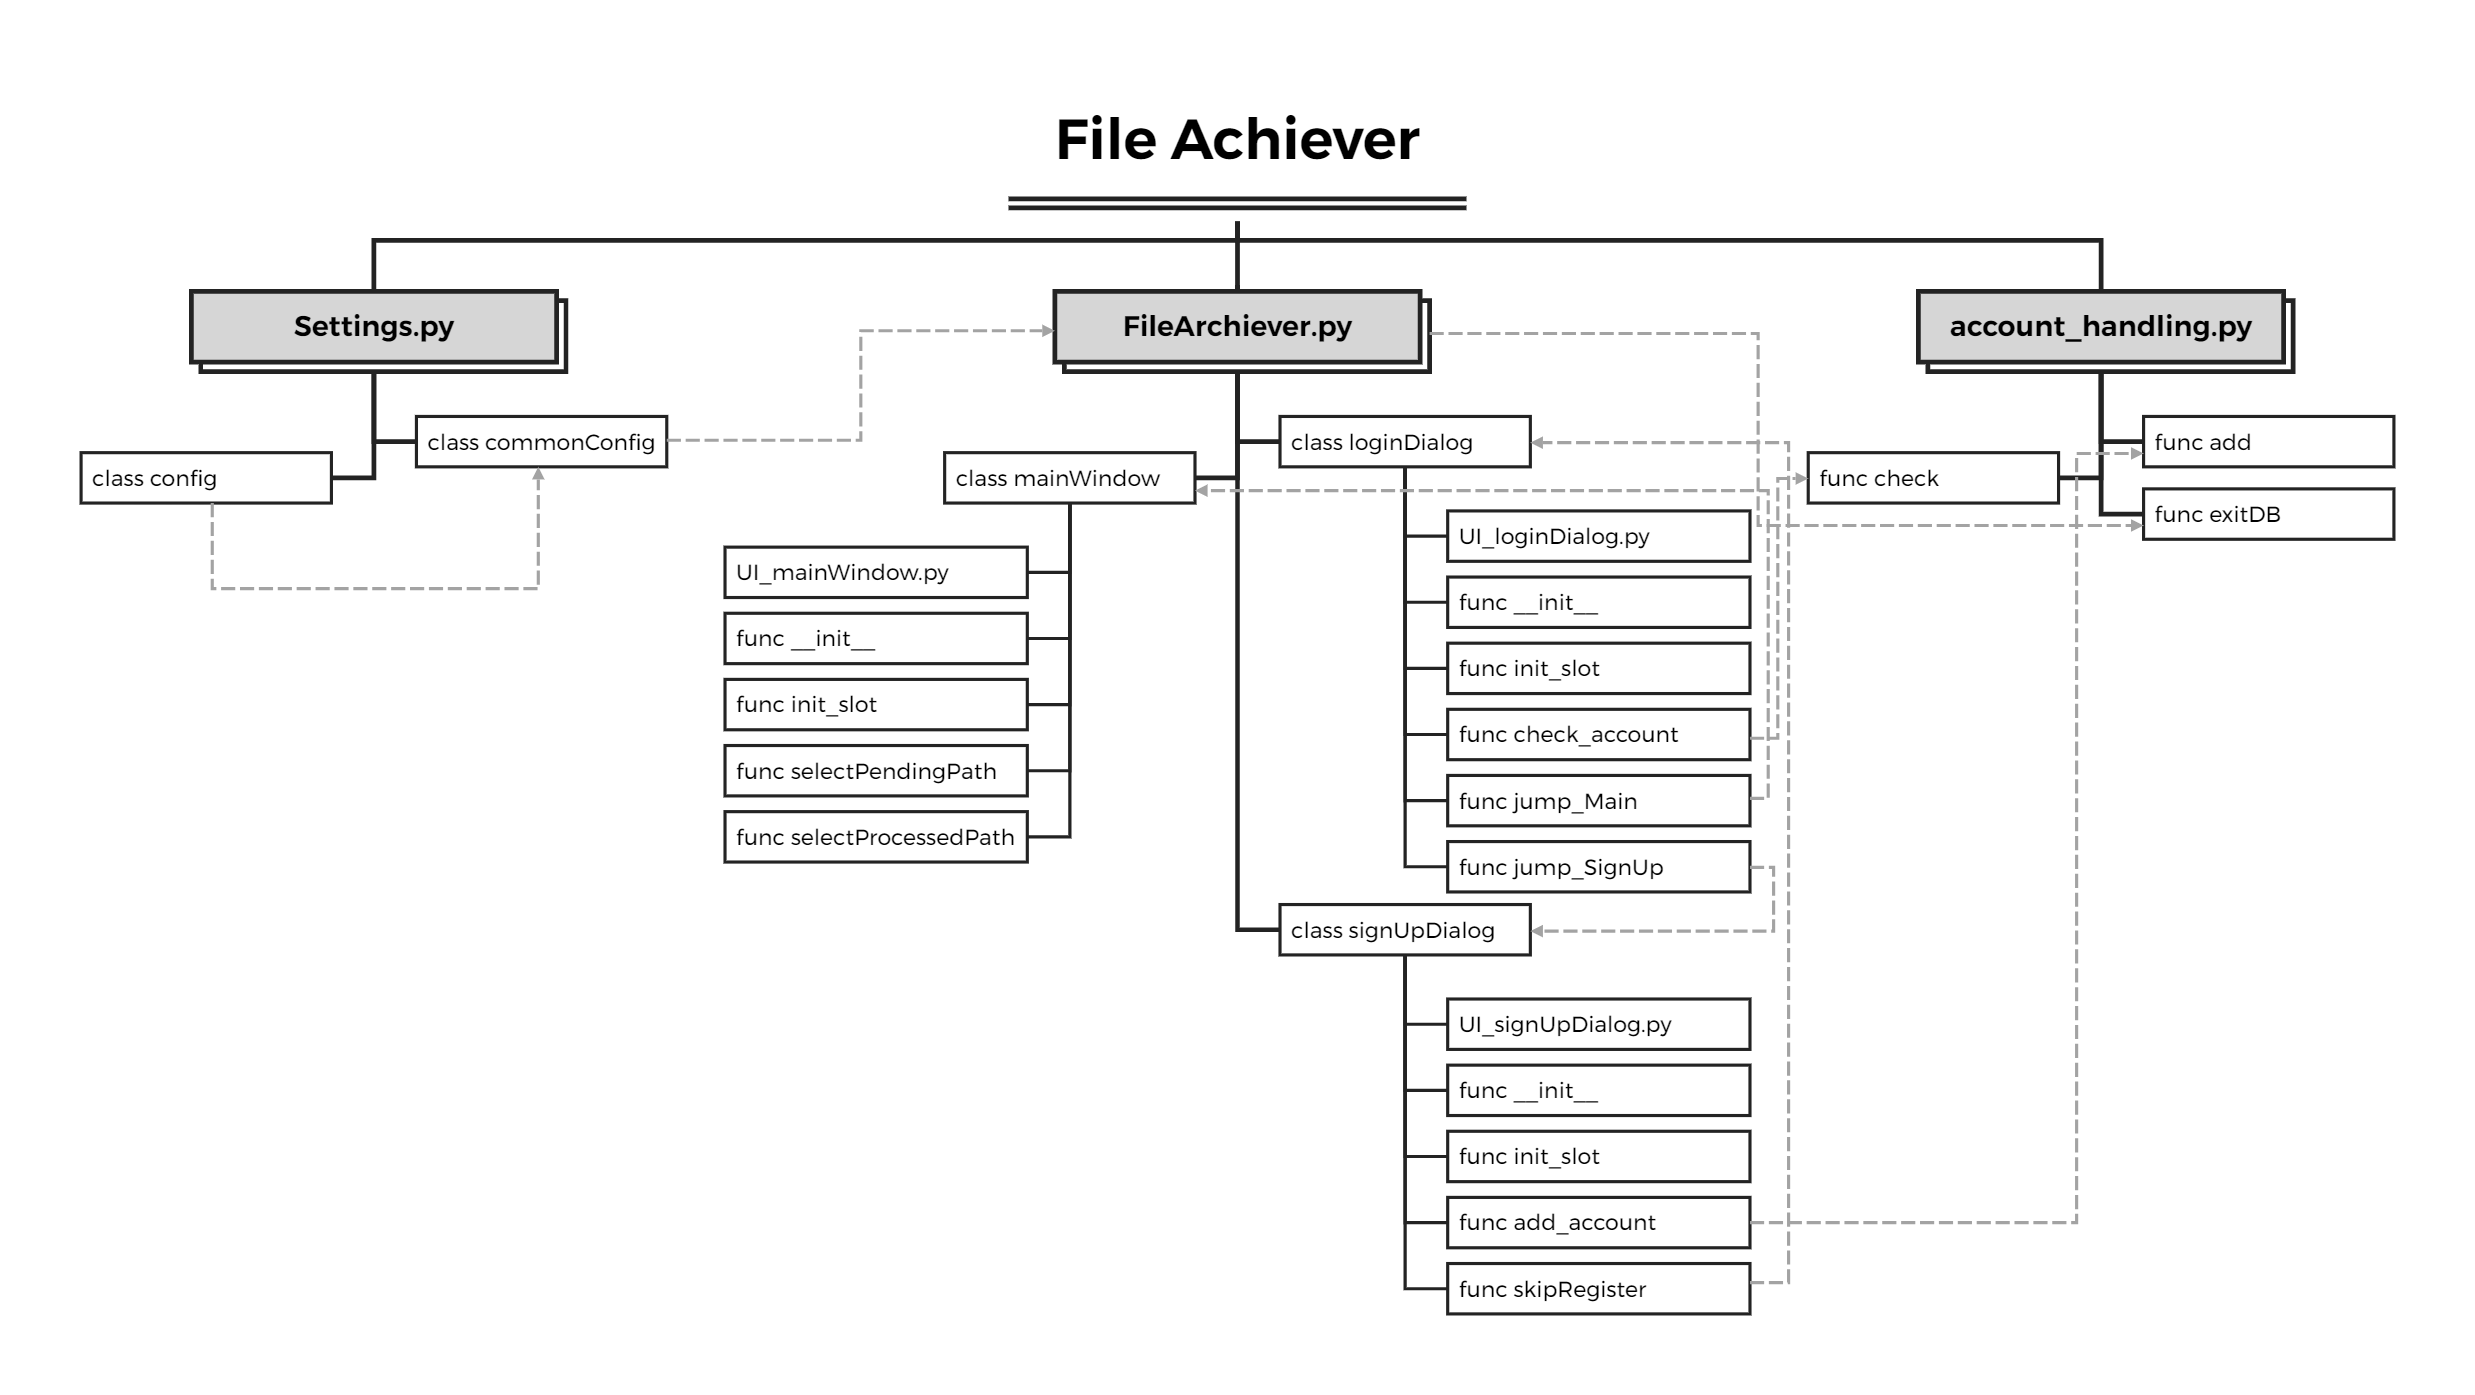 File Achiever
Settings.py
class commonConfig
class config
FileArchiever.py
class loginDialog
class mainWindow
UI_mainWindow.py
func __init__
func init_slot
func selectPendingPath
func selectProcessedPath
UI_loginDialog.py
func __init__
func init_slot
func check_account
func jump_Main
func jump_SignUp
class signUpDialog
UI_signUpDialog.py
func __init__
func init_slot
func add_account
func skipRegister
account_handling.py
func add
func check
func exitDB